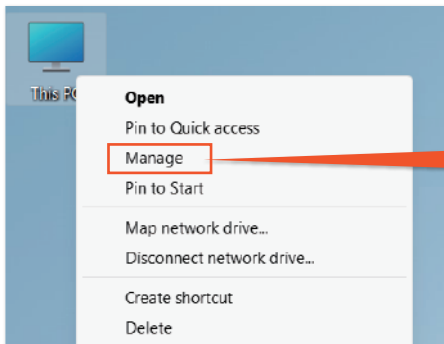 This PC
Open
Pin to Quick access
Manage
Pin to Start
Map network drive...
Disconnect network drive...
Create shortcut
Delete